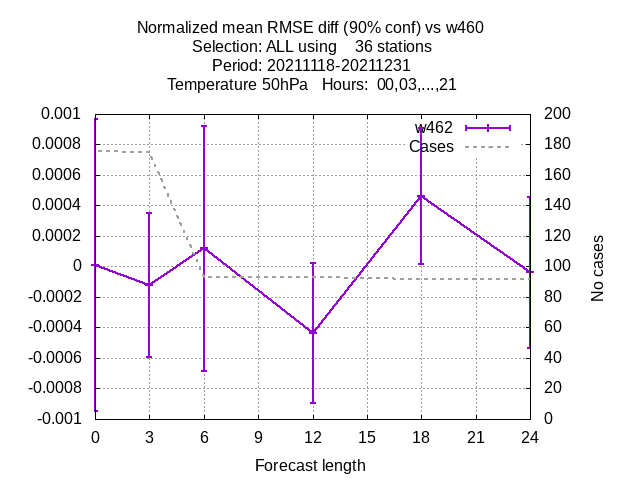 Normalized mean RMSE diff (90% conf) vs w460
Selection: ALL using    36 stations
Period: 20211118-20211231
Temperature 50hPa   Hours:  00,03,...,21
0.001 200
0.0008 180
0.0006 160
0.0004 140
0.0002 120
0 100
-0.0002 80
-0.0004 60
-0.0006 40
-0.0008 20
-0.001 0
w462
Cases
No cases
0 3 6 9 12 15 18 21 24
Forecast length